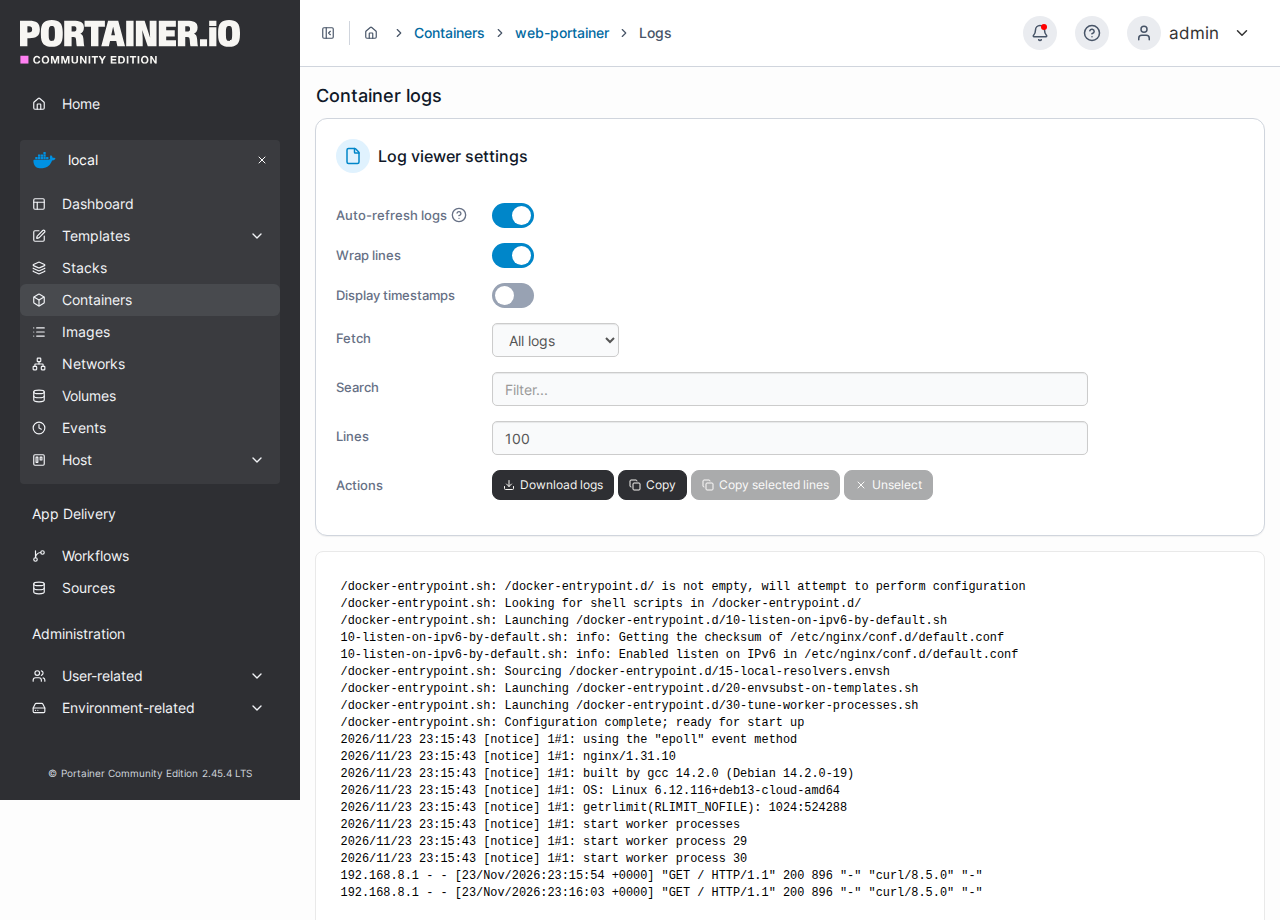 PORTAINER.iO
COMMUNITY EDITION
Home
local
Dashboard
Templates
Stacks
Containers
Images
Networks
Volumes
Events
Host
App Delivery
Workflows
Sources
Administration
User-related
Environment-related
© Portainer Community Edition 2.45.4 LTS
Containers > web-portainer > Logs
admin
Container logs
Log viewer settings
Auto-refresh logs
Wrap lines
Display timestamps
Fetch All logs
Search Filter...
Lines 100
Actions Download logs Copy Copy selected lines Unselect
/docker-entrypoint.sh: /docker-entrypoint.d/ is not empty, will attempt to perform configuration
/docker-entrypoint.sh: Looking for shell scripts in /docker-entrypoint.d/
/docker-entrypoint.sh: Launching /docker-entrypoint.d/10-listen-on-ipv6-by-default.sh
10-listen-on-ipv6-by-default.sh: info: Getting the checksum of /etc/nginx/conf.d/default.conf
10-listen-on-ipv6-by-default.sh: info: Enabled listen on IPv6 in /etc/nginx/conf.d/default.conf
/docker-entrypoint.sh: Sourcing /docker-entrypoint.d/15-local-resolvers.envsh
/docker-entrypoint.sh: Launching /docker-entrypoint.d/20-envsubst-on-templates.sh
/docker-entrypoint.sh: Launching /docker-entrypoint.d/30-tune-worker-processes.sh
/docker-entrypoint.sh: Configuration complete; ready for start up
2026/11/23 23:15:43 [notice] 1#1: using the "epoll" event method
2026/11/23 23:15:43 [notice] 1#1: nginx/1.31.10
2026/11/23 23:15:43 [notice] 1#1: built by gcc 14.2.0 (Debian 14.2.0-19)
2026/11/23 23:15:43 [notice] 1#1: OS: Linux 6.12.116+deb13-cloud-amd64
2026/11/23 23:15:43 [notice] 1#1: getrlimit(RLIMIT_NOFILE): 1024:524288
2026/11/23 23:15:43 [notice] 1#1: start worker processes
2026/11/23 23:15:43 [notice] 1#1: start worker process 29
2026/11/23 23:15:43 [notice] 1#1: start worker process 30
192.168.8.1 - - [23/Nov/2026:23:15:54 +0000] "GET / HTTP/1.1" 200 896 "-" "curl/8.5.0" "-"
192.168.8.1 - - [23/Nov/2026:23:16:03 +0000] "GET / HTTP/1.1" 200 896 "-" "curl/8.5.0" "-"